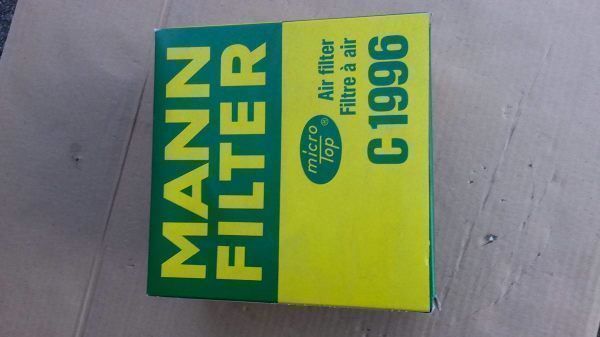 MANN
FILTER
micro
Top
®
Air filter
Filtre à air
C 1996